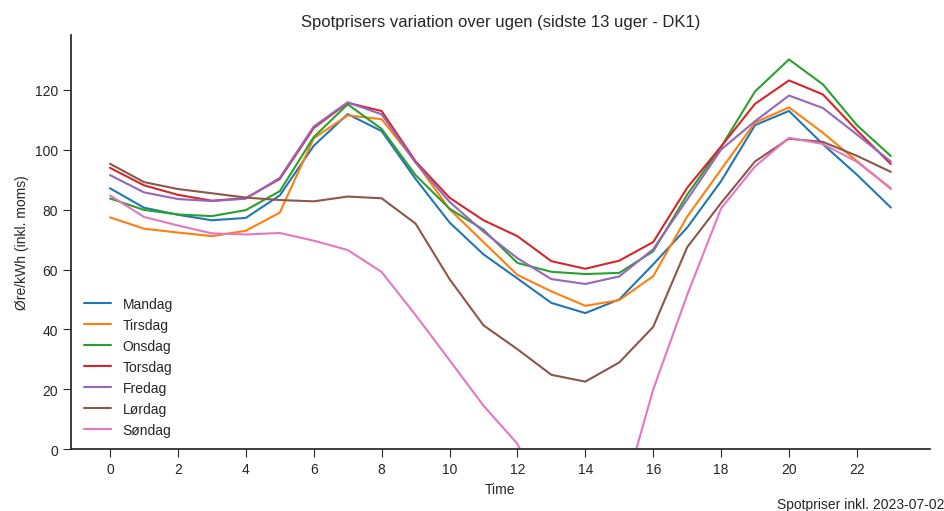 Spotprisers variation over ugen (sidste 13 uger - DK1)
Øre/kWh (inkl. moms)
120
100
80
60
40
20
0
Mandag
Tirsdag
Onsdag
Torsdag
Fredag
Lørdag
Søndag
0 2 4 6 8 10 12 14 16 18 20 22
Time
Spotpriser inkl. 2023-07-02